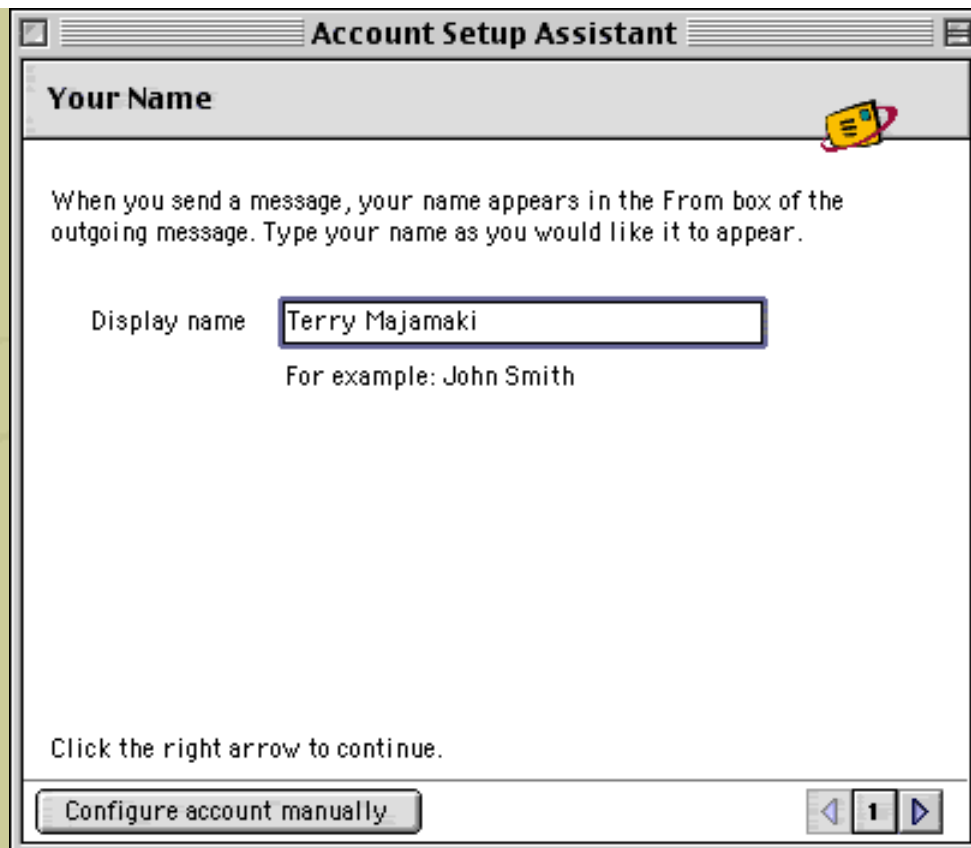 Account Setup Assistant
Your Name
When you send a message, your name appears in the From box of the
outgoing message. Type your name as you would like it to appear.
Display name Terry Majamaki
For example: John Smith
Click the right arrow to continue.
Configure account manually 1